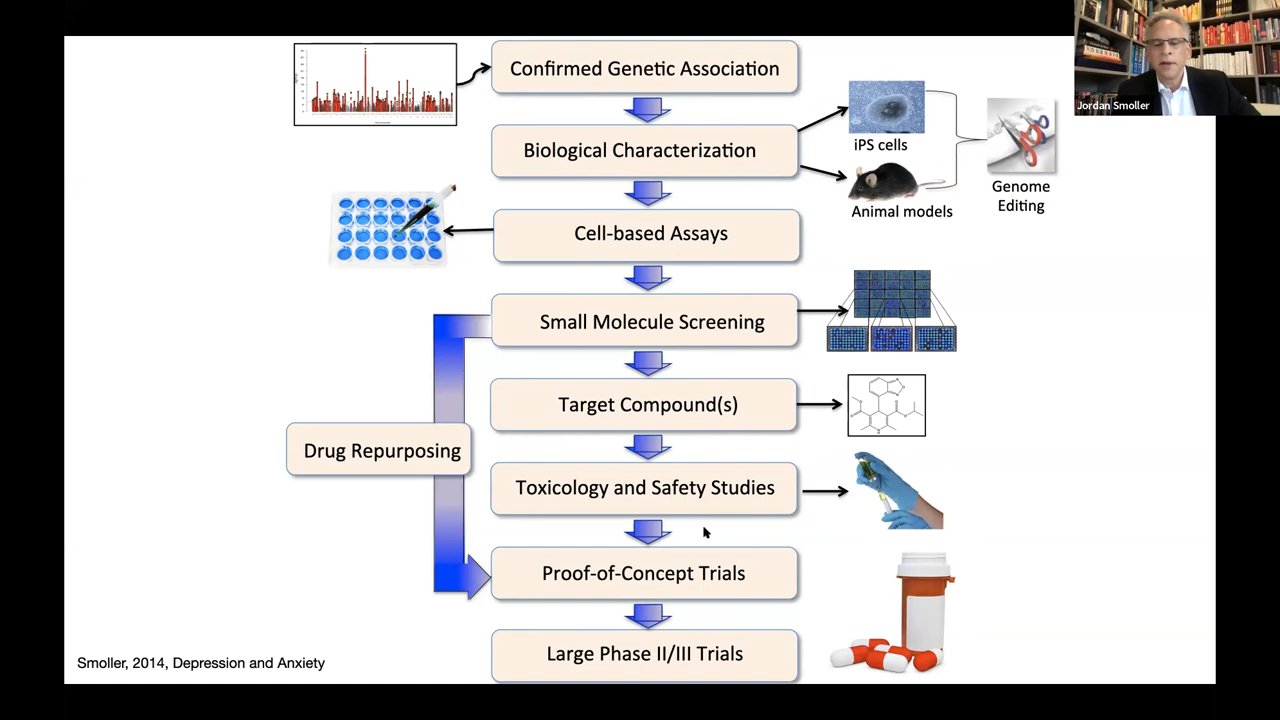 Jordan Smoller
Confirmed Genetic Association
Biological Characterization
iPS cells
Animal models
Genome
Editing
Cell-based Assays
Small Molecule Screening
Target Compound(s)
Drug Repurposing
Toxicology and Safety Studies
Proof-of-Concept Trials
Large Phase II/III Trials
Smoller, 2014, Depression and Anxiety